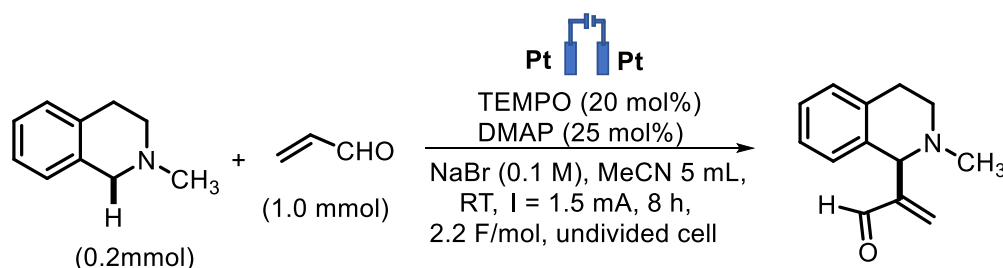 Pt Pt
TEMPO (20 mol%)
DMAP (25 mol%)
NaBr (0.1 M), MeCN 5 mL,
RT, I = 1.5 mA, 8 h,
2.2 F/mol, undivided cell
N
CH3
H
(0.2mmol)
+
CHO
(1.0 mmol)
N
CH3
H
O